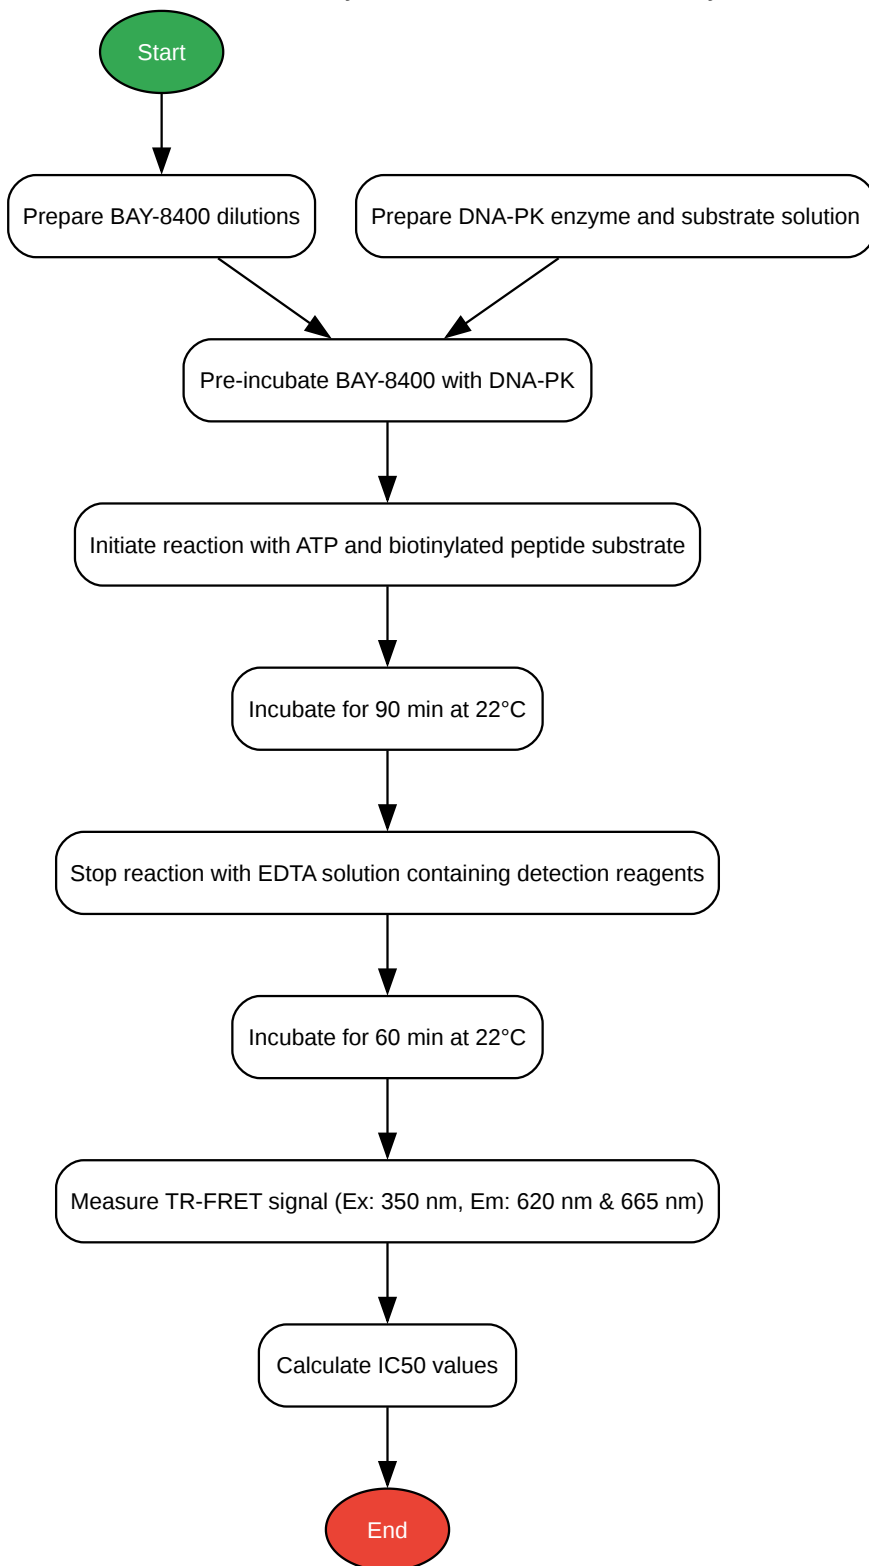 Start
Prepare BAY-8400 dilutions
Prepare DNA-PK enzyme and substrate solution
Pre-incubate BAY-8400 with DNA-PK
Initiate reaction with ATP and biotinylated peptide substrate
Incubate for 90 min at 22°C
Stop reaction with EDTA solution containing detection reagents
Incubate for 60 min at 22°C
Measure TR-FRET signal (Ex: 350 nm, Em: 620 nm & 665 nm)
Calculate IC50 values
End